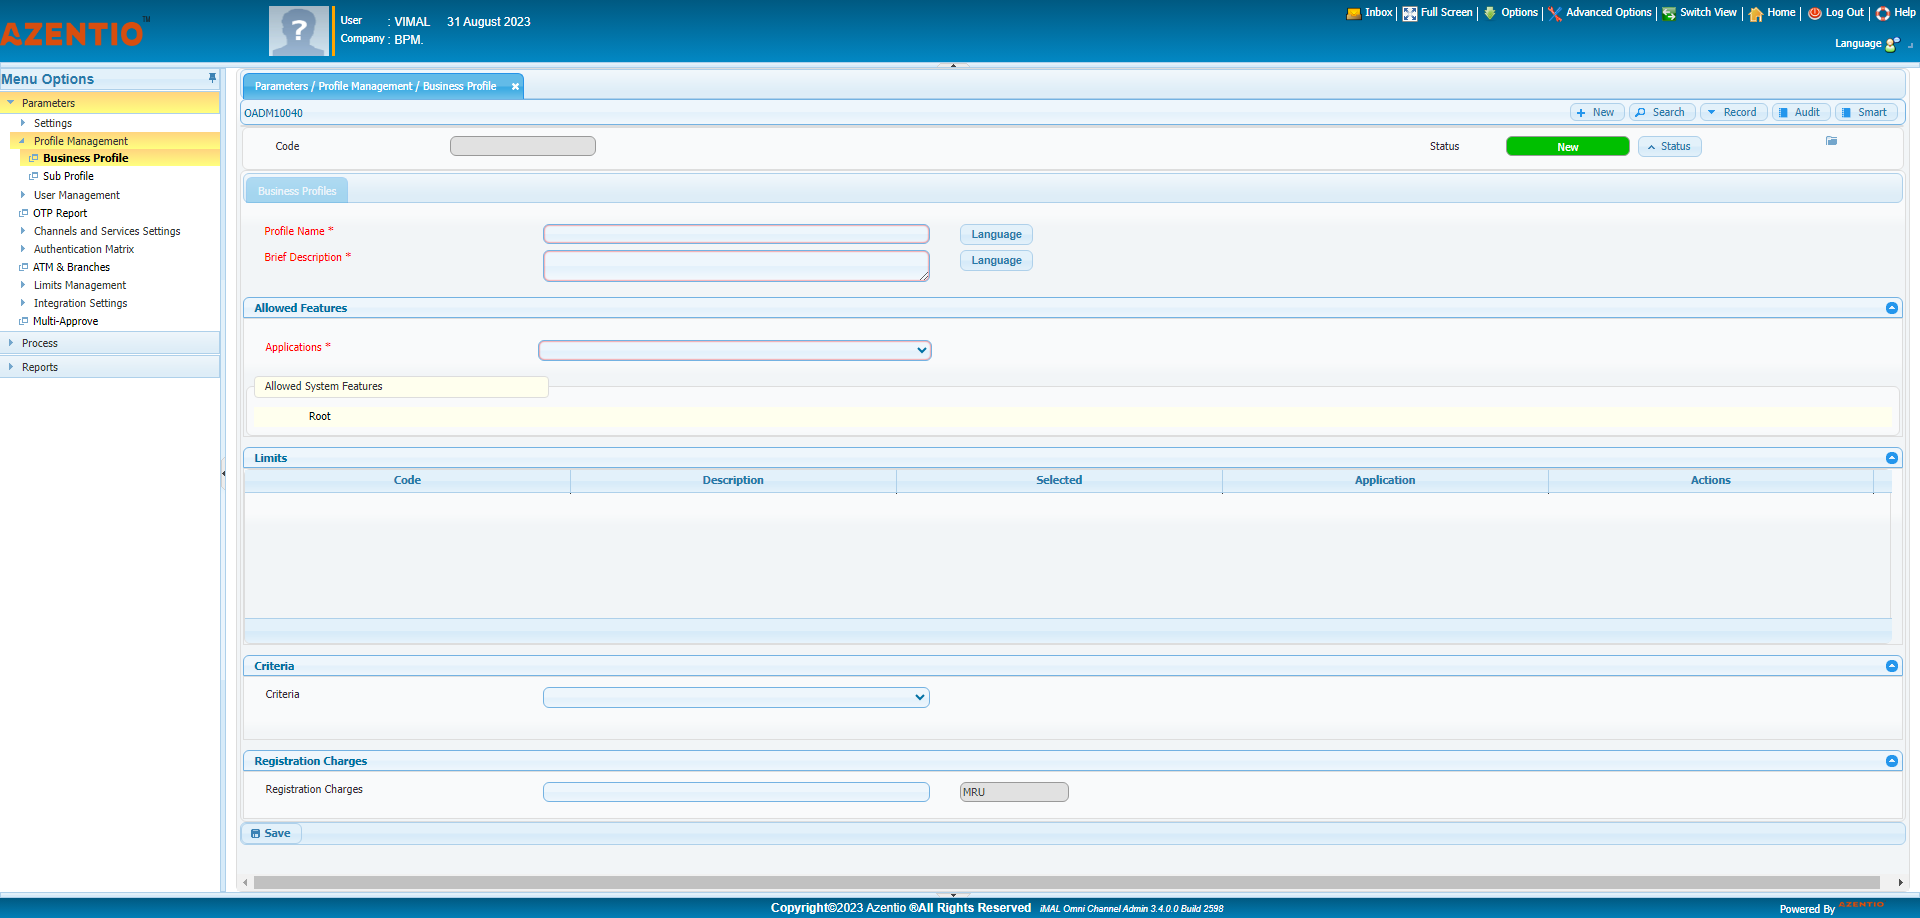 AZENTIO™
User : VIMAL 31 August 2023
Company : BPM.
Inbox Full Screen Options Advanced Options Switch View Home Log Out Help
Language
Menu Options
Parameters
Settings
Profile Management
Business Profile
Sub Profile
User Management
OTP Report
Channels and Services Settings
Authentication Matrix
ATM & Branches
Limits Management
Integration Settings
Multi-Approve
Process
Reports
Parameters / Profile Management / Business Profile
OADM10040
New Search Record Audit Smart
Code Status New Status
Business Profiles
Profile Name * Language
Brief Description * Language
Allowed Features
Applications *
Allowed System Features
Root
Limits
Code Description Selected Application Actions
Criteria
Criteria
Registration Charges
Registration Charges MRU
Save
Copyright©2023 Azentio ®All Rights Reserved iMAL Omni Channel Admin 3.4.0.0 Build 2598
Powered By AZENTIO